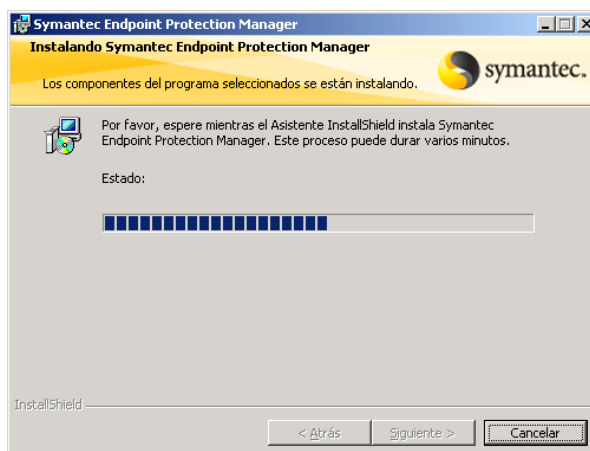 Symantec Endpoint Protection Manager
Instalando Symantec Endpoint Protection Manager
Los componentes del programa seleccionados se están instalando.
symantec.
Por favor, espere mientras el Asistente InstallShield instala Symantec
Endpoint Protection Manager. Este proceso puede durar varios minutos.
Estado:
InstallShield
< Atrás
Siguiente >
Cancelar